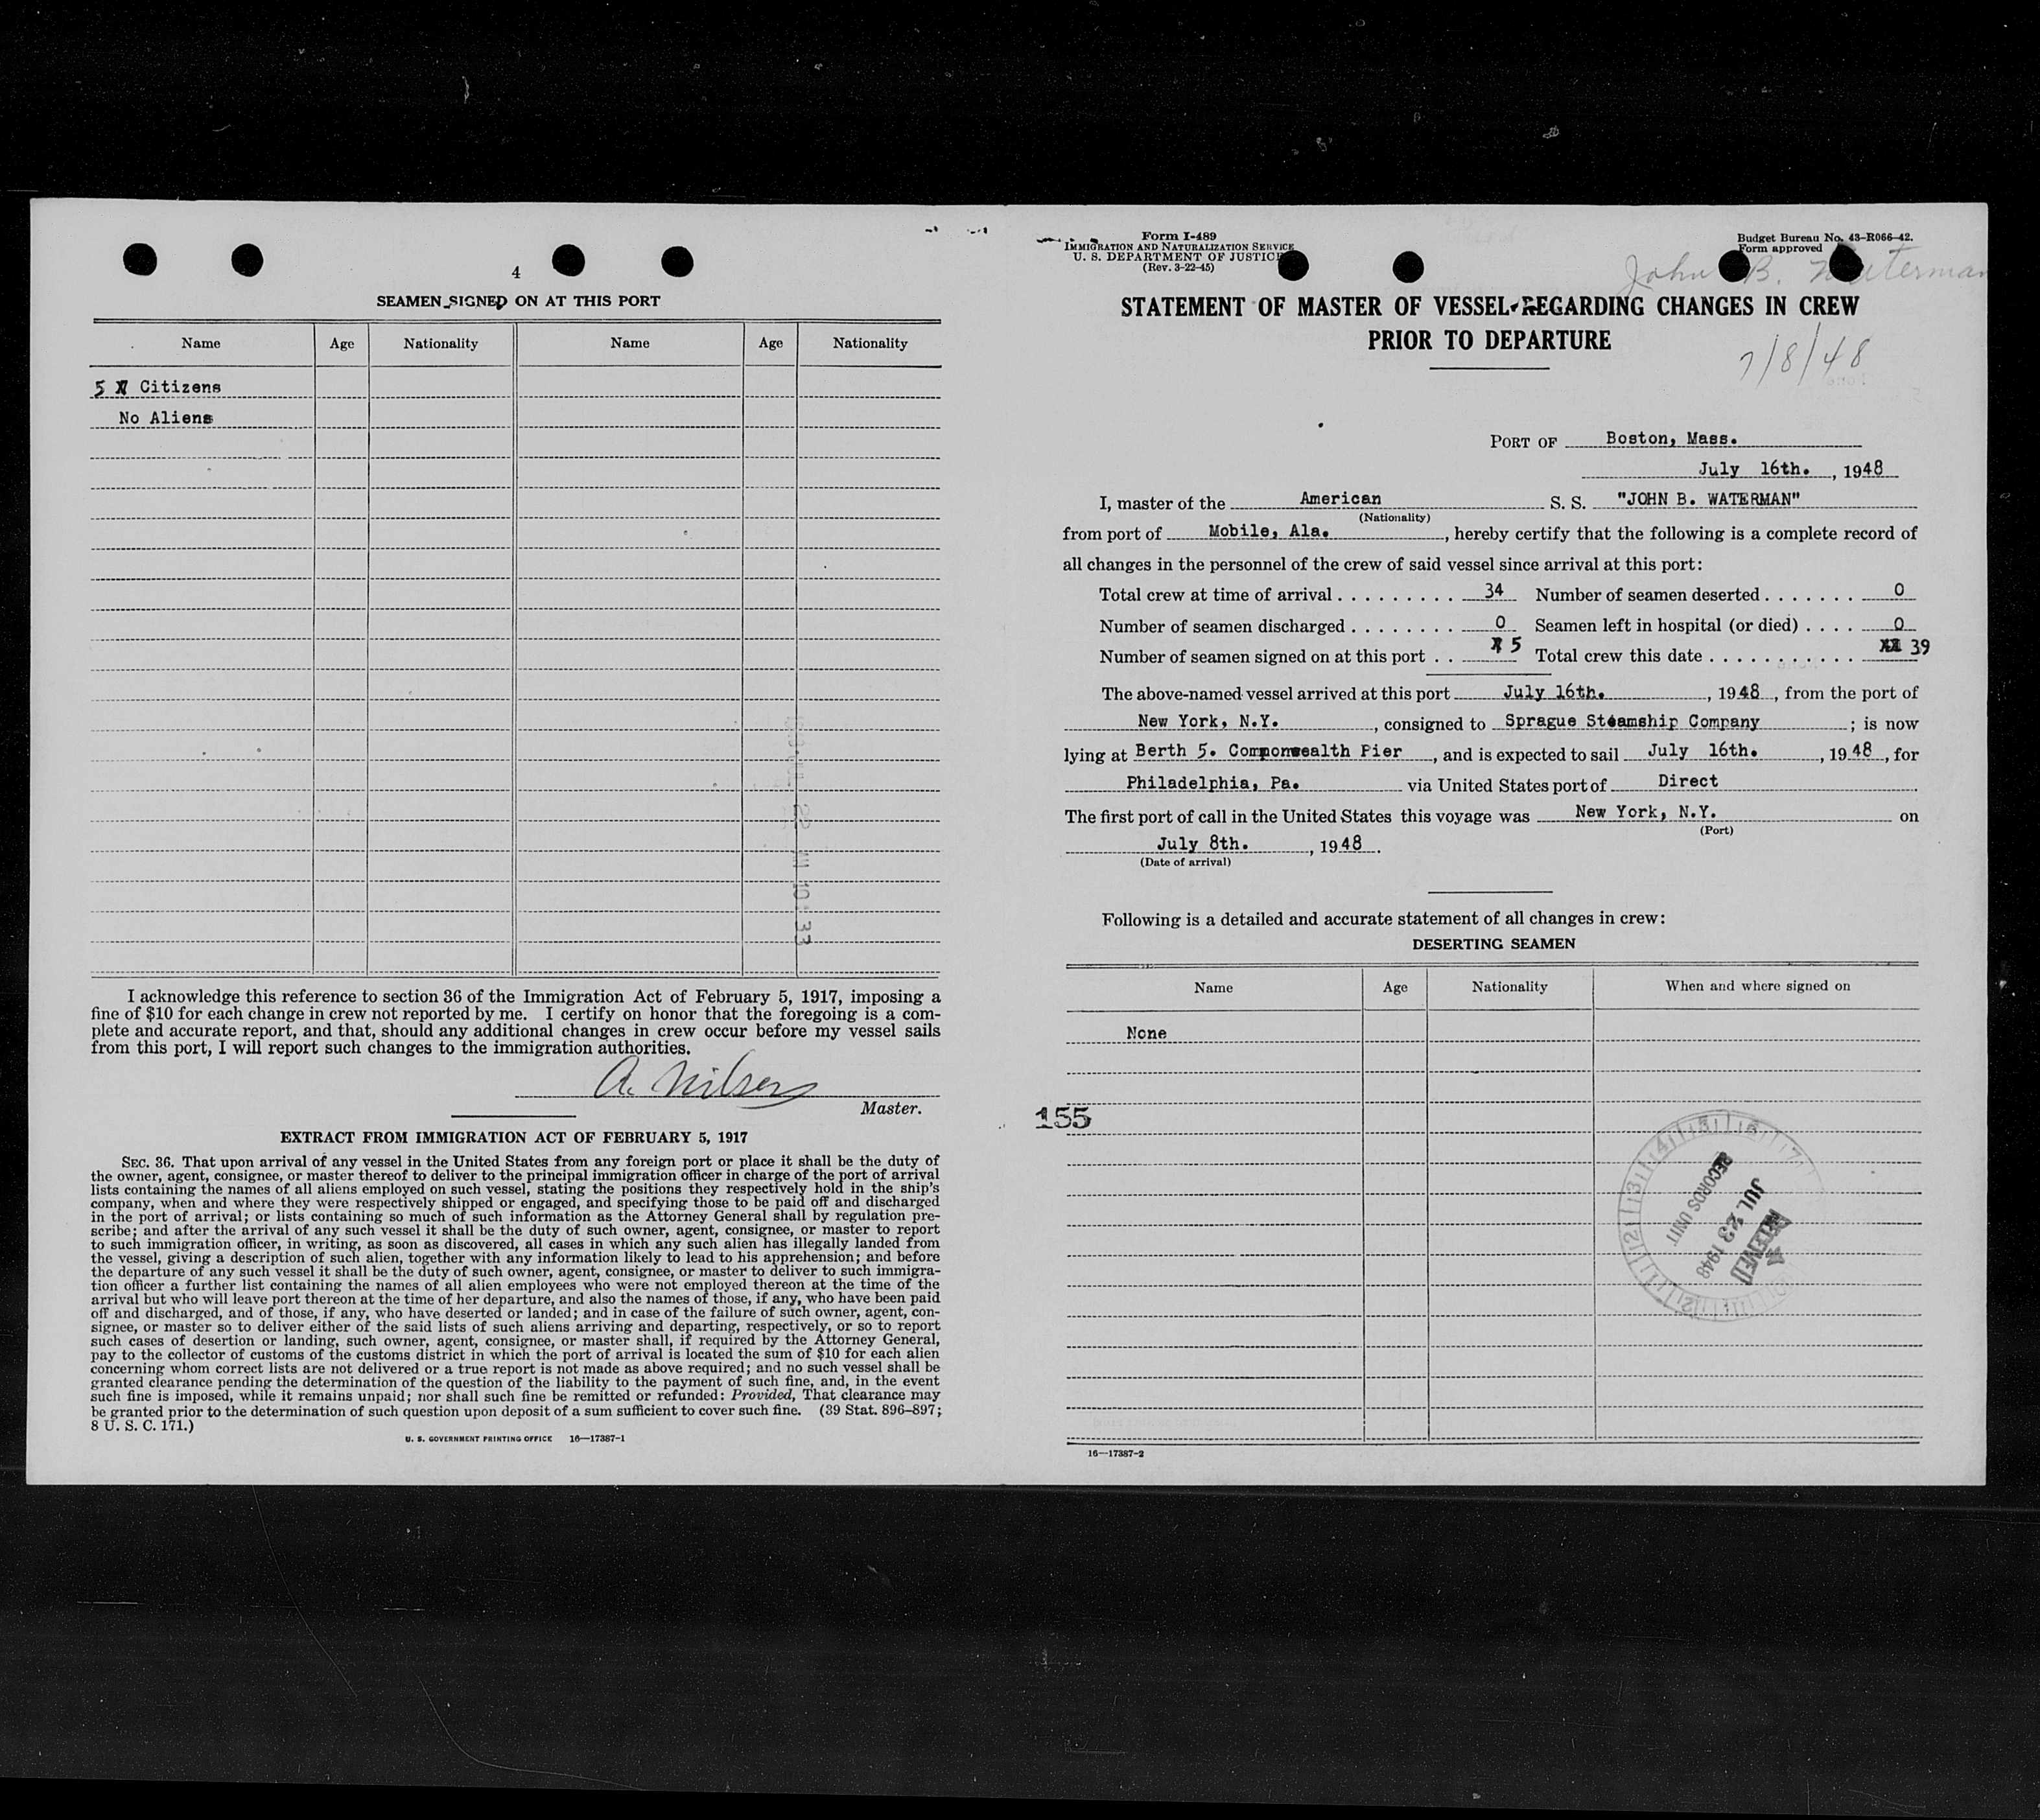 4
SEAMEN SIGNED ON AT THIS PORT
Name Age Nationality Name Age Nationality
5 Citizens
No Aliens
I acknowledge this reference to section 36 of the Immigration Act of February 5, 1917, imposing a
fine of $10 for each change in crew not reported by me. I certify on honor that the foregoing is a com-
plete and accurate report, and that, should any additional changes in crew occur before my vessel sails
from this port, I will report such changes to the immigration authorities.
A. Nilsen
Master.
EXTRACT FROM IMMIGRATION ACT OF FEBRUARY 5, 1917
SEC. 36. That upon arrival of any vessel in the United States from any foreign port or place it shall be the duty of
the owner, agent, consignee, or master thereof to deliver to the principal immigration officer in charge of the port of arrival
lists containing the names of all aliens employed on such vessel, stating the positions they respectively hold in the ship's
company, when and where they were respectively shipped or engaged, and specifying those to be paid off and discharged
in the port of arrival; or lists containing so much of such information as the Attorney General shall by regulation pre-
scribe; and after the arrival of any such vessel it shall be the duty of such owner, agent, consignee, or master to report
to such immigration officer, in writing, as soon as discovered, all cases in which any such alien has illegally landed from
the vessel, giving a description of such alien, together with any information likely to lead to his apprehension; and before
the departure of any such vessel it shall be the duty of such owner, agent, consignee, or master to deliver to such immigra-
tion officer a further list containing the names of all alien employees who were not employed thereon at the time of the
arrival but who will leave port thereon at the time of her departure, and also the names of those, if any, who have been paid
off and discharged, and of those, if any, who have deserted or landed; and in case of the failure of such owner, agent, con-
signee, or master so to deliver either of the said lists of such aliens arriving and departing, respectively, or so to report
such cases of desertion or landing, such owner, agent, consignee, or master shall, if required by the Attorney General,
pay to the collector of customs of the customs district in which the port of arrival is located the sum of $10 for each alien
concerning whom correct lists are not delivered or a true report is not made as above required; and no such vessel shall be
granted clearance pending the determination of the question of the liability to the payment of such fine, and, in the event
such fine is imposed, while it remains unpaid; nor shall such fine be remitted or refunded: Provided, That clearance may
be granted prior to the determination of such question upon deposit of a sum sufficient to cover such fine. (39 Stat. 896-897;
8 U. S. C. 171.)
U. S. GOVERNMENT PRINTING OFFICE 16—17387-1
Form I-489
IMMIGRATION AND NATURALIZATION SERVICE
U. S. DEPARTMENT OF JUSTICE
(Rev. 3-22-45)
Budget Bureau No. 43-R066-42.
Form approved
John B. Waterman
STATEMENT OF MASTER OF VESSEL REGARDING CHANGES IN CREW
PRIOR TO DEPARTURE
7/8/48
PORT OF Boston, Mass.
July 16th. , 1948
I, master of the American S. S. "JOHN B. WATERMAN"
(Nationality)
from port of Mobile, Ala. , hereby certify that the following is a complete record of
all changes in the personnel of the crew of said vessel since arrival at this port:
Total crew at time of arrival . . . . . . . . . 34 Number of seamen deserted . . . . . . . 0
Number of seamen discharged . . . . . . . . 0 Seamen left in hospital (or died) . . . . 0
Number of seamen signed on at this port . . 5 Total crew this date . . . . . . . . . . . 39
The above-named vessel arrived at this port July 16th. , 1948 , from the port of
New York, N.Y. , consigned to Sprague Steamship Company ; is now
lying at Berth 5. Commonwealth Pier , and is expected to sail July 16th. , 1948 , for
Philadelphia, Pa. via United States port of Direct
The first port of call in the United States this voyage was New York, N.Y. on
(Port)
July 8th. , 1948 .
(Date of arrival)
Following is a detailed and accurate statement of all changes in crew:
DESERTING SEAMEN
Name Age Nationality When and where signed on
None
155
RECORDS UNIT
JUL 23 1948
RECEIVED
16—17387-2